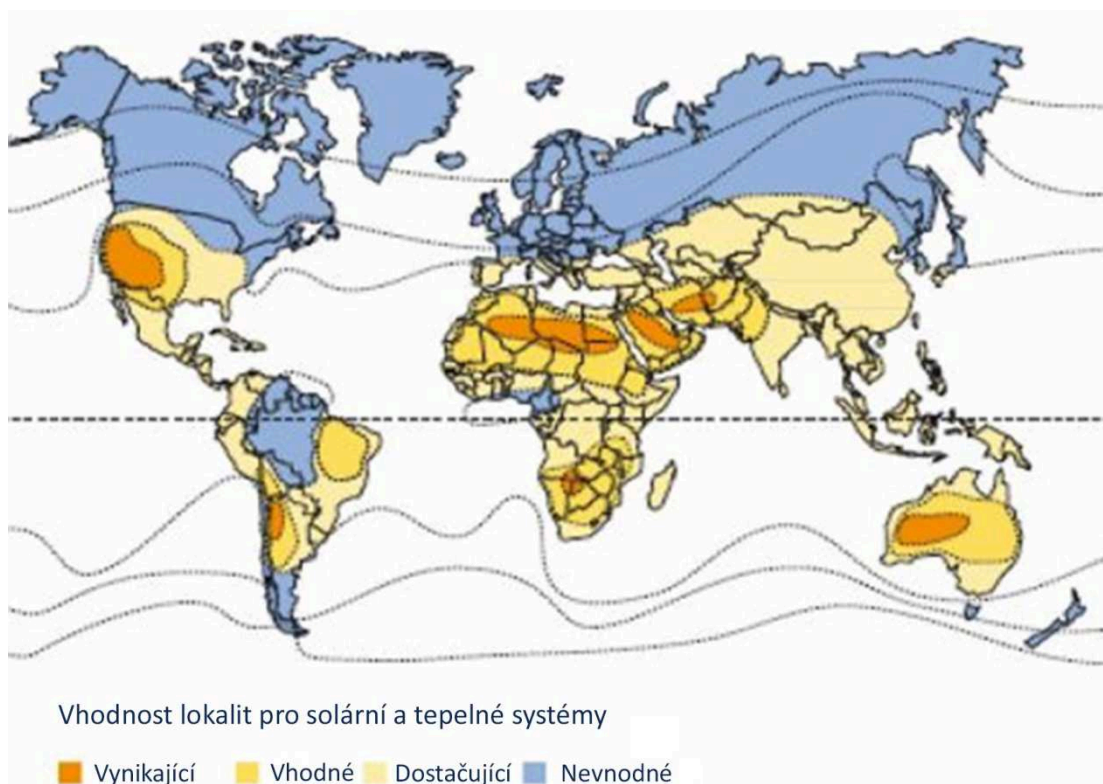 Vhodnost lokalit pro solární a tepelné systémy
Vynikající Vhodné Dostačující Nevnodné